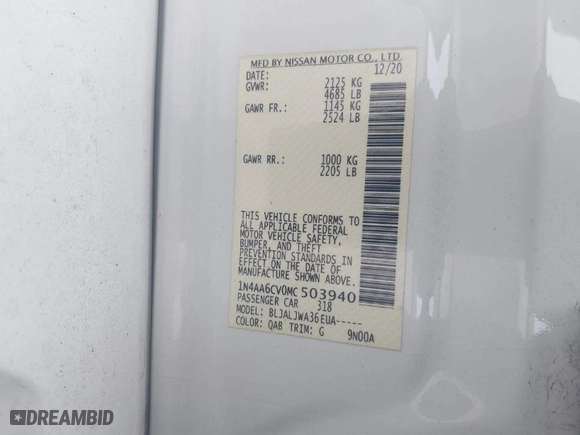 MFD BY NISSAN MOTOR CO., LTD.
DATE: 12/20
GVWR: 2125 KG
4685 LB
GAWR FR.: 1145 KG
2524 LB
GAWR RR.: 1000 KG
2205 LB
THIS VEHICLE CONFORMS TO
ALL APPLICABLE FEDERAL
MOTOR VEHICLE SAFETY,
BUMPER, AND THEFT
PREVENTION STANDARDS IN
EFFECT ON THE DATE OF
MANUFACTURE SHOWN ABOVE.
1N4AA6CV0MC503940
PASSENGER CAR 318
MODEL: BLJALJWA36EUA-----
COLOR: QAB TRIM: G 9N00A
DREAMBID